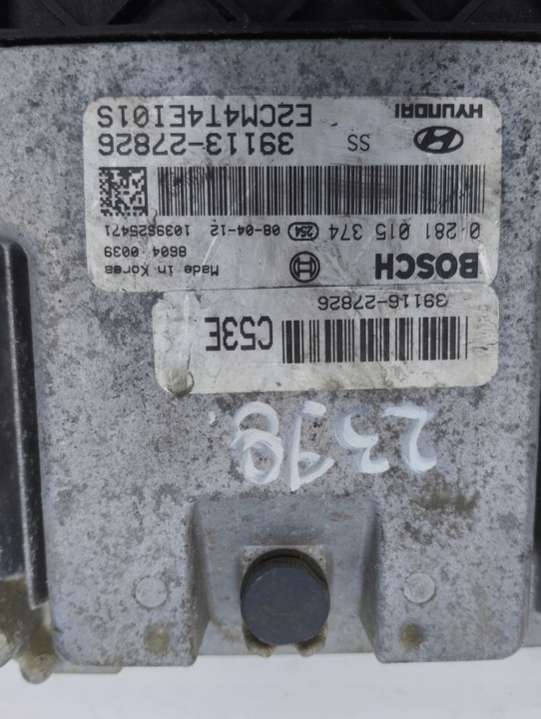 C53E
39116-27826
BOSCH
Made in Korea
8604 0039
0 281 015 374 254 08-04-12 1039S25471
SS
39113-27826
HYUNDAI
E2CM4T4EI01S